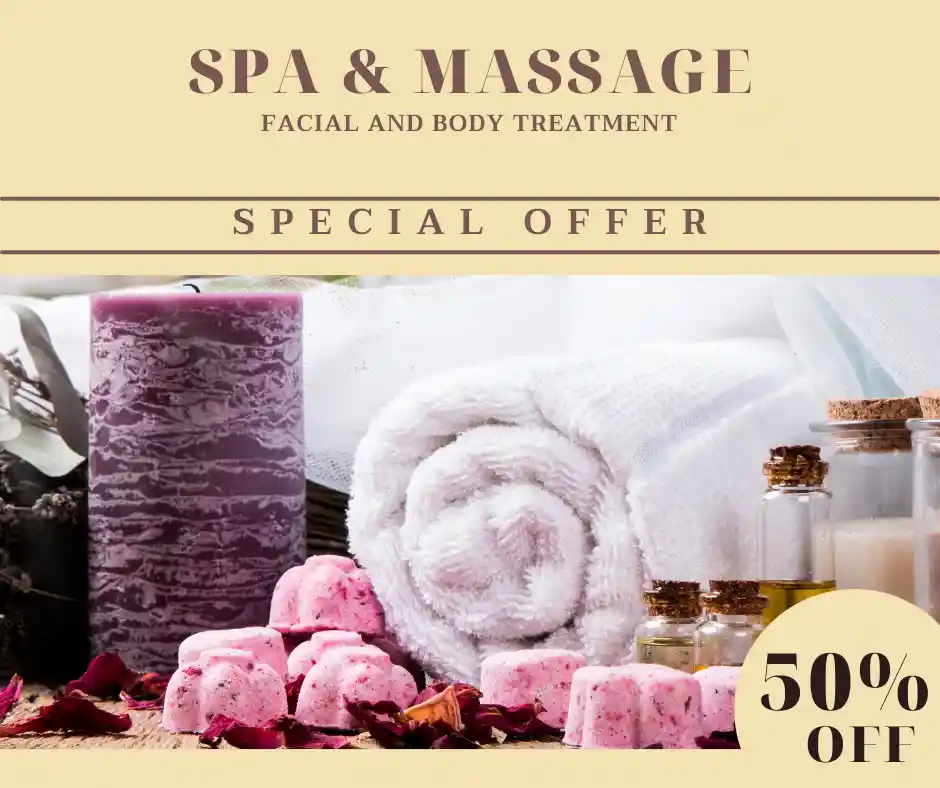 SPA & MASSAGE
FACIAL AND BODY TREATMENT
SPECIAL OFFER
50%
OFF